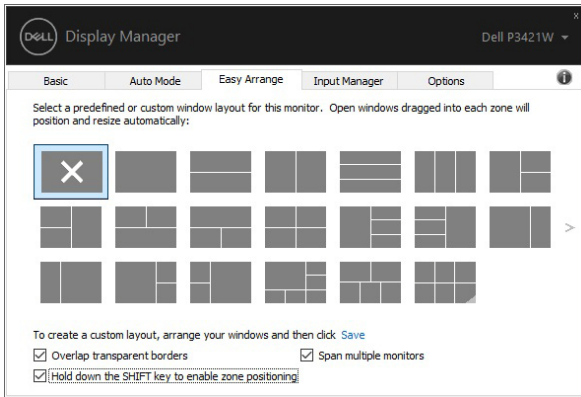 DELL Display Manager
Dell P3421W
Basic Auto Mode Easy Arrange Input Manager Options
Select a predefined or custom window layout for this monitor. Open windows dragged into each zone will
position and resize automatically:
To create a custom layout, arrange your windows and then click Save
Overlap transparent borders
Span multiple monitors
Hold down the SHIFT key to enable zone positioning